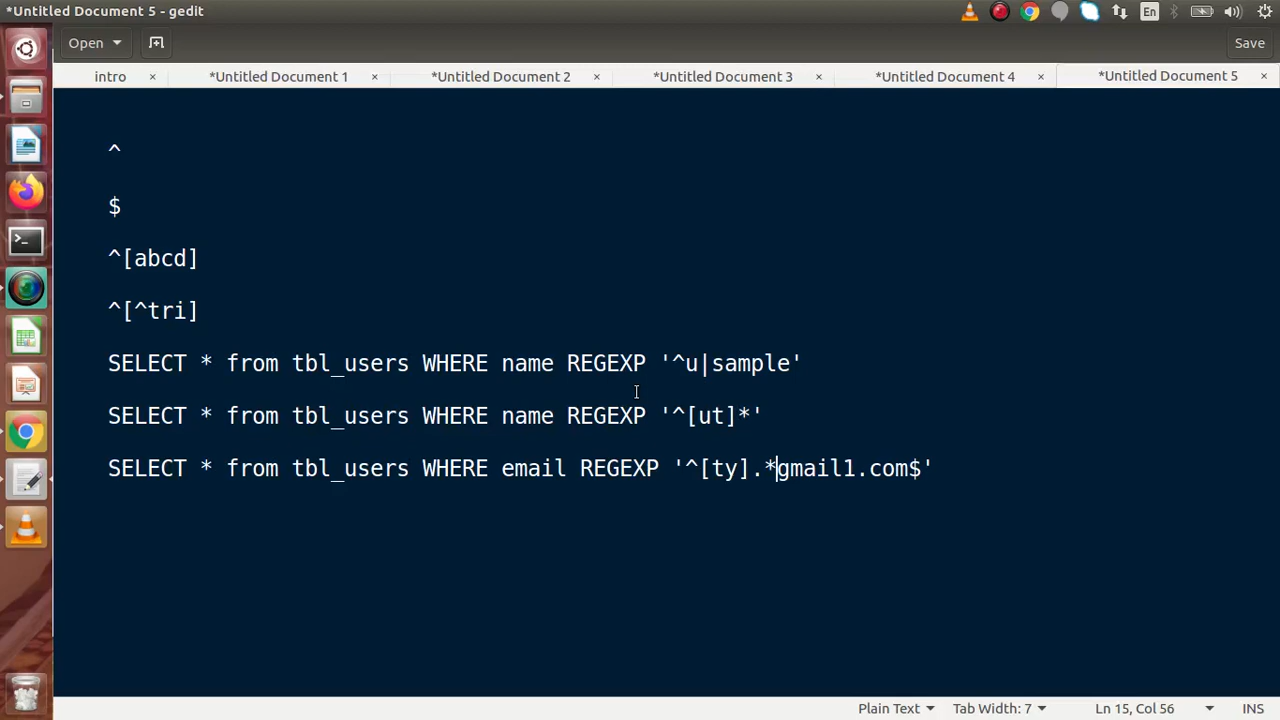 *Untitled Document 5 - gedit
En
Open
Save
intro × *Untitled Document 1 × *Untitled Document 2 × *Untitled Document 3 × *Untitled Document 4 × *Untitled Document 5 ×
^
$
^[abcd]
^[^tri]
SELECT * from tbl_users WHERE name REGEXP '^u|sample'
SELECT * from tbl_users WHERE name REGEXP '^[ut]*'
SELECT * from tbl_users WHERE email REGEXP '^[ty].*gmail1.com$'
Plain Text Tab Width: 7 Ln 15, Col 56 INS